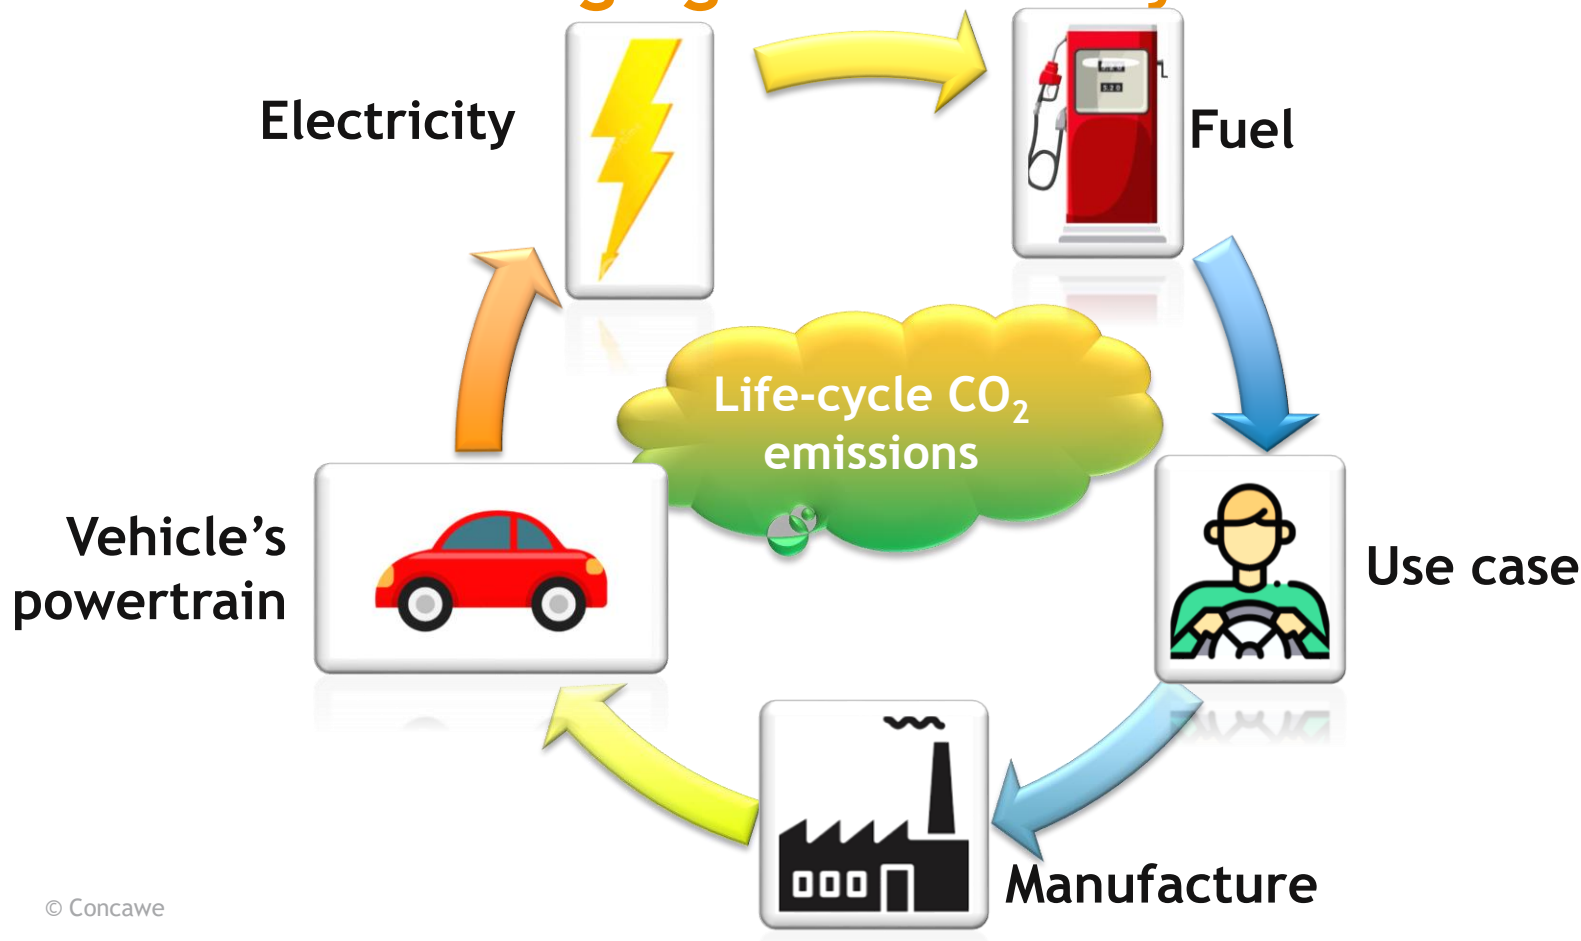 Electricity
Fuel
Life-cycle CO₂
emissions
Vehicle’s
powertrain
Use case
Manufacture
© Concawe